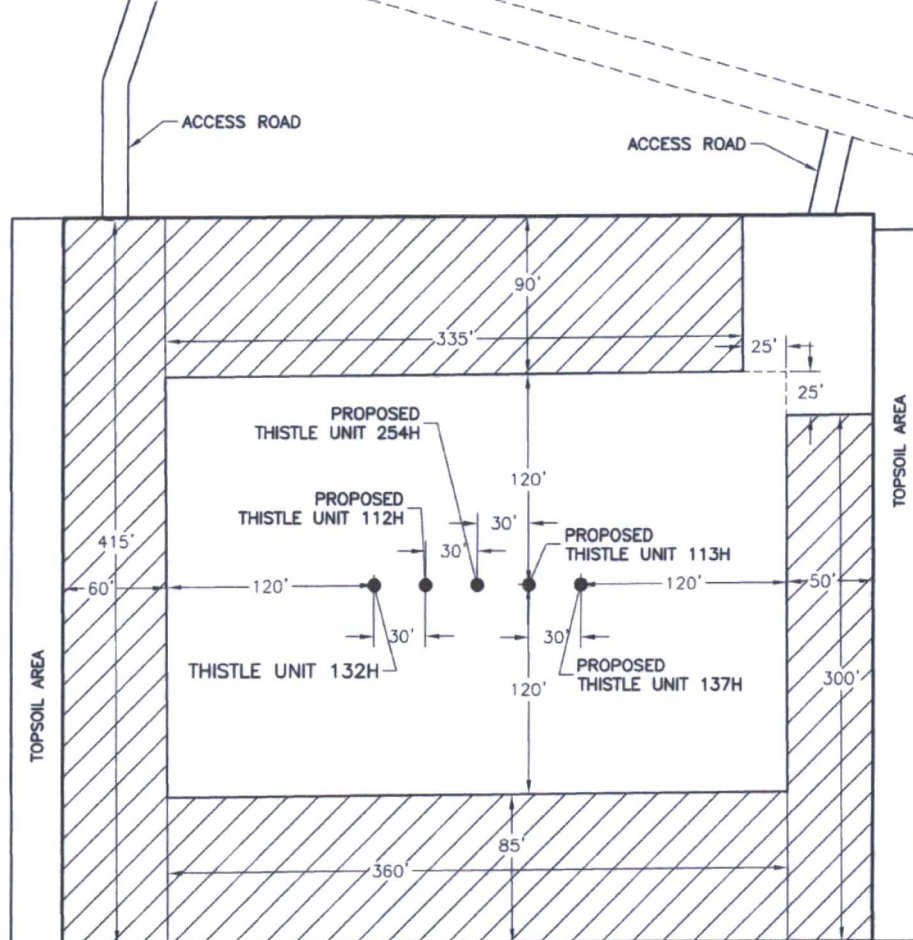 ACCESS ROAD
ACCESS ROAD
90'
335'
25'
25'
PROPOSED
THISTLE UNIT 254H
120'
TOPSOIL AREA
PROPOSED
THISTLE UNIT 112H
30'
30'
PROPOSED
THISTLE UNIT 113H
415'
60'
120'
120'
50'
30'
30'
THISTLE UNIT 132H
PROPOSED
THISTLE UNIT 137H
120'
300'
TOPSOIL AREA
85'
360'